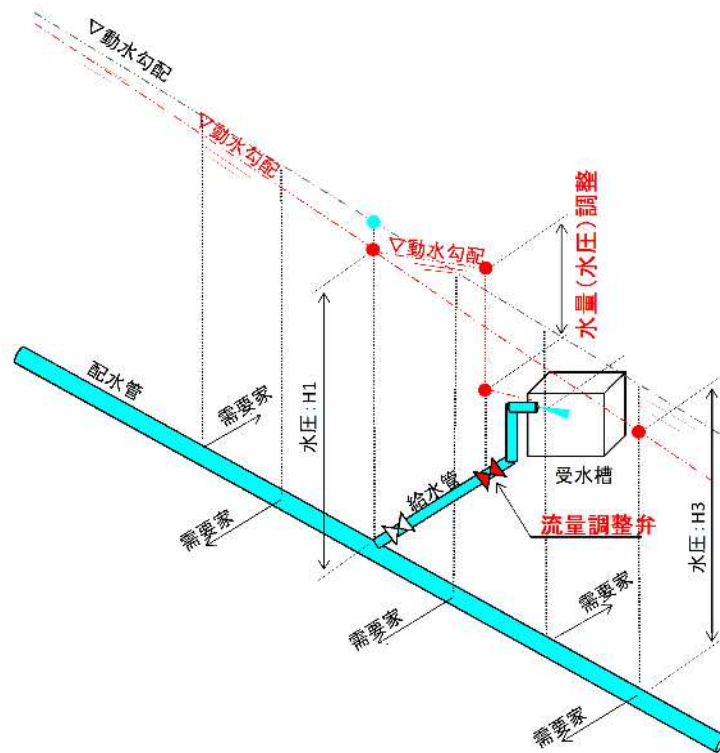 ▽動水勾配
▽動水勾配
▽動水勾配
水量(水圧)調整
配水管
需要家
水圧:H1
給水管
受水槽
流量調整弁
水圧:H3
需要家
需要家
需要家
需要家